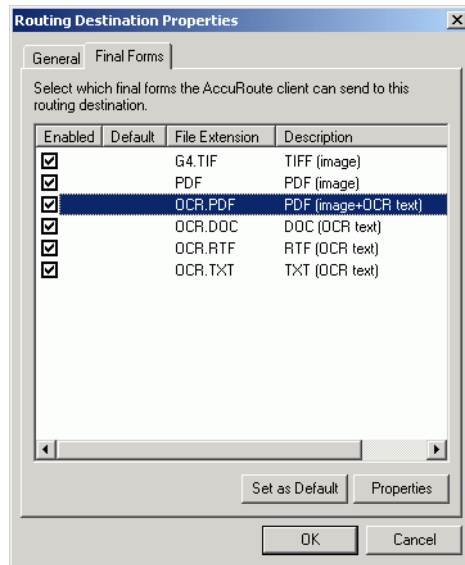 Routing Destination Properties
General Final Forms
Select which final forms the AccuRoute client can send to this
routing destination.
Enabled Default File Extension Description
G4.TIF TIFF (image)
PDF PDF (image)
OCR.PDF PDF (image+OCR text)
OCR.DOC DOC (OCR text)
OCR.RTF RTF (OCR text)
OCR.TXT TXT (OCR text)
Set as Default Properties
OK Cancel